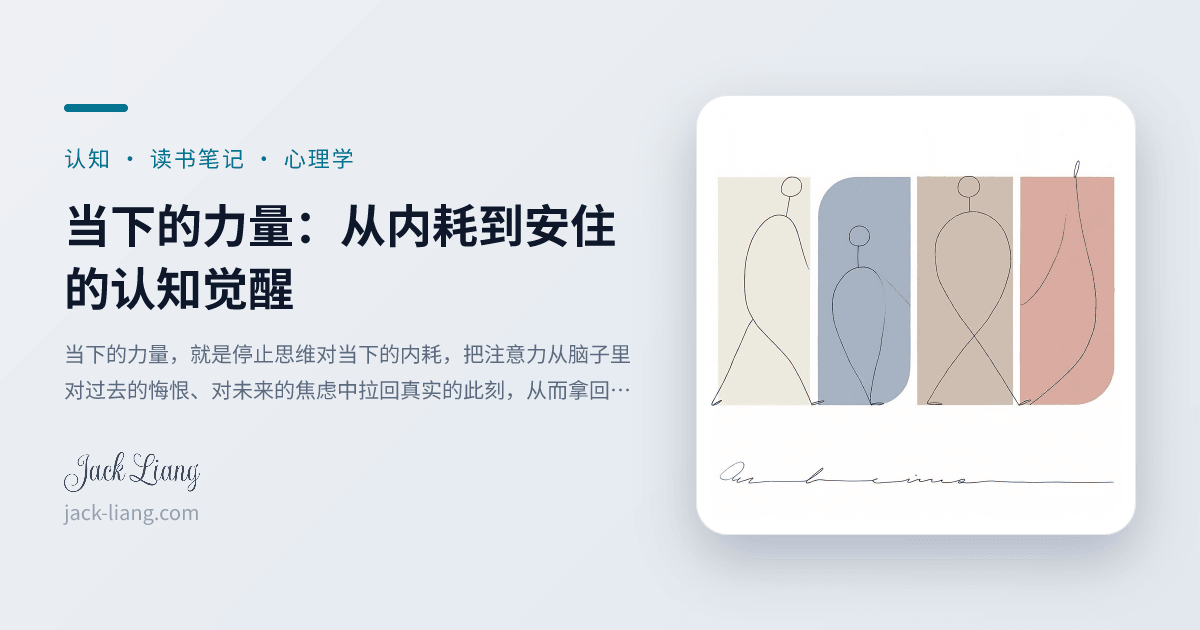 认知 · 读书笔记 · 心理学
当下的力量：从内耗到安住
的认知觉醒
当下的力量，就是停止思维对当下的内耗，把注意力从脑子里
对过去的悔恨、对未来的焦虑中拉回真实的此刻，从而拿回…
Jack Liang
jack-liang.com